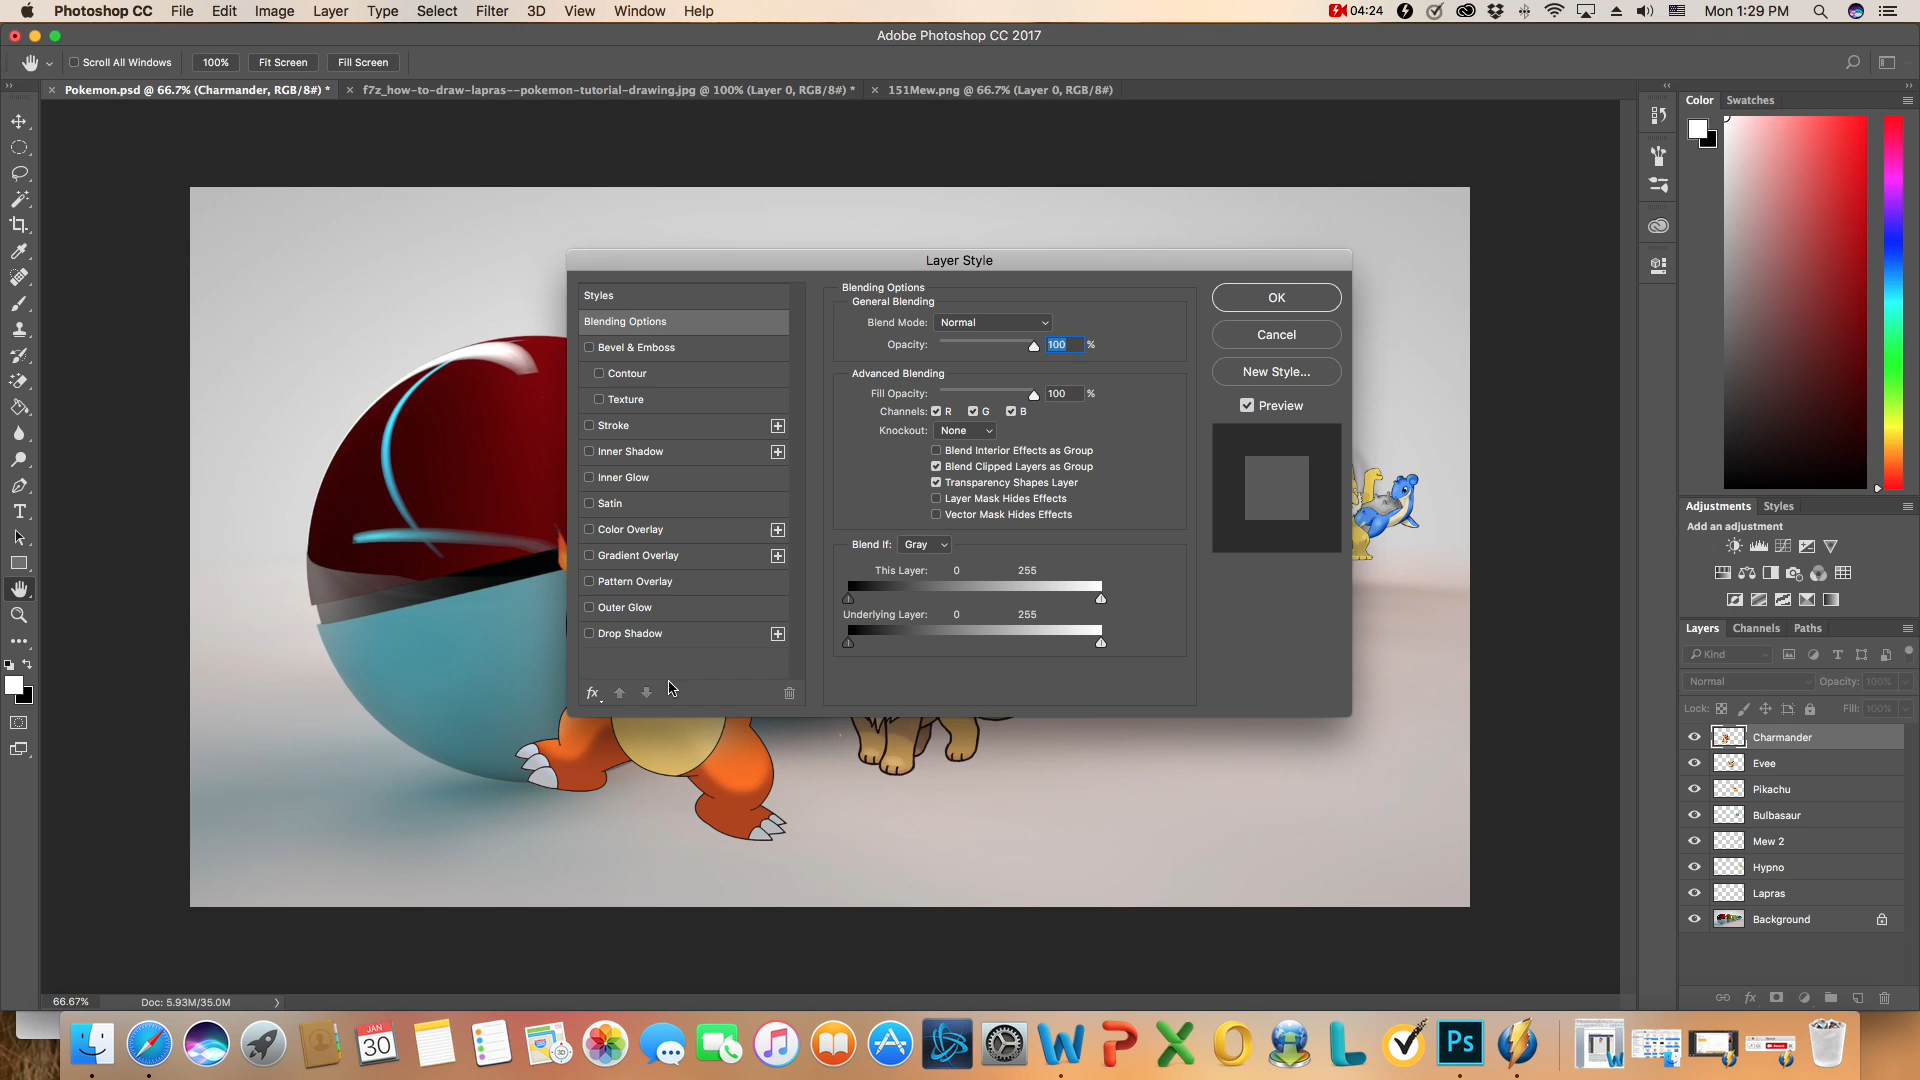 Photoshop CC File Edit Image Layer Type Select Filter 3D View Window Help 04:24 Mon 1:29 PM
Adobe Photoshop CC 2017
Scroll All Windows 100% Fit Screen Fill Screen
Pokemon.psd @ 66.7% (Charmander, RGB/8#) * f7z_how-to-draw-lapras--pokemon-tutorial-drawing.jpg @ 100% (Layer 0, RGB/8#) * 151Mew.png @ 66.7% (Layer 0, RGB/8#)
Color Swatches
Layer Style
Styles
Blending Options
Bevel & Emboss
Contour
Texture
Stroke
Inner Shadow
Inner Glow
Satin
Color Overlay
Gradient Overlay
Pattern Overlay
Outer Glow
Drop Shadow
fx
Blending Options
General Blending
Blend Mode: Normal
Opacity: 100 %
Advanced Blending
Fill Opacity: 100 %
Channels: R G B
Knockout: None
Blend Interior Effects as Group
Blend Clipped Layers as Group
Transparency Shapes Layer
Layer Mask Hides Effects
Vector Mask Hides Effects
Blend If: Gray
This Layer: 0 255
Underlying Layer: 0 255
OK
Cancel
New Style...
Preview
Adjustments Styles
Add an adjustment
Layers Channels Paths
Kind
Normal Opacity: 100%
Lock: Fill: 100%
Charmander
Evee
Pikachu
Bulbasaur
Mew 2
Hypno
Lapras
Background
fx
66.67% Doc: 5.93M/35.0M
JAN
30
Ps